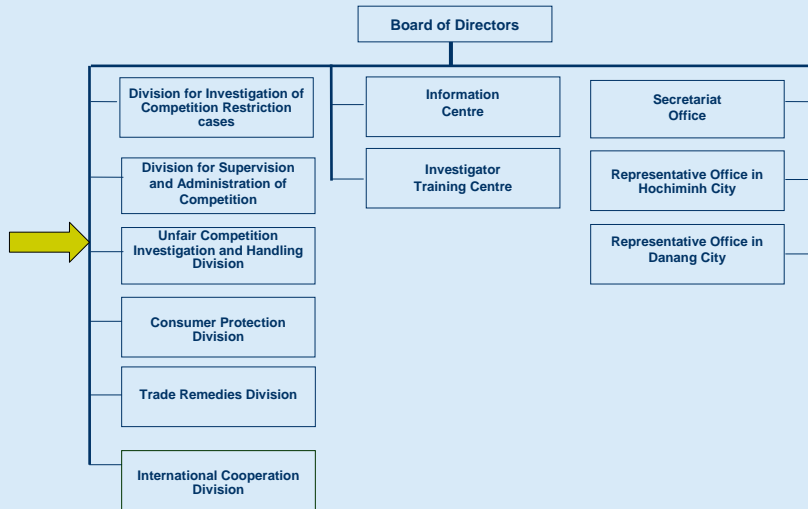 Board of Directors
Division for Investigation of
Competition Restriction
cases
Division for Supervision
and Administration of
Competition
Unfair Competition
Investigation and Handling
Division
Consumer Protection
Division
Trade Remedies Division
International Cooperation
Division
Information
Centre
Investigator
Training Centre
Secretariat
Office
Representative Office in
Hochiminh City
Representative Office in
Danang City